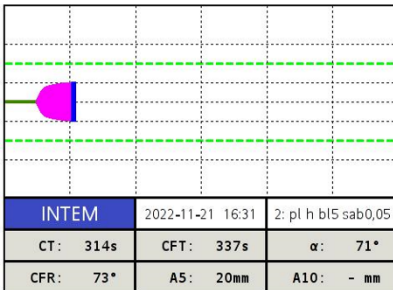 INTEM 2022-11-21 16:31 2: pl h bl5 sab0,05
CT: 314s CFT: 337s α: 71°
CFR: 73° A5: 20mm A10: - mm